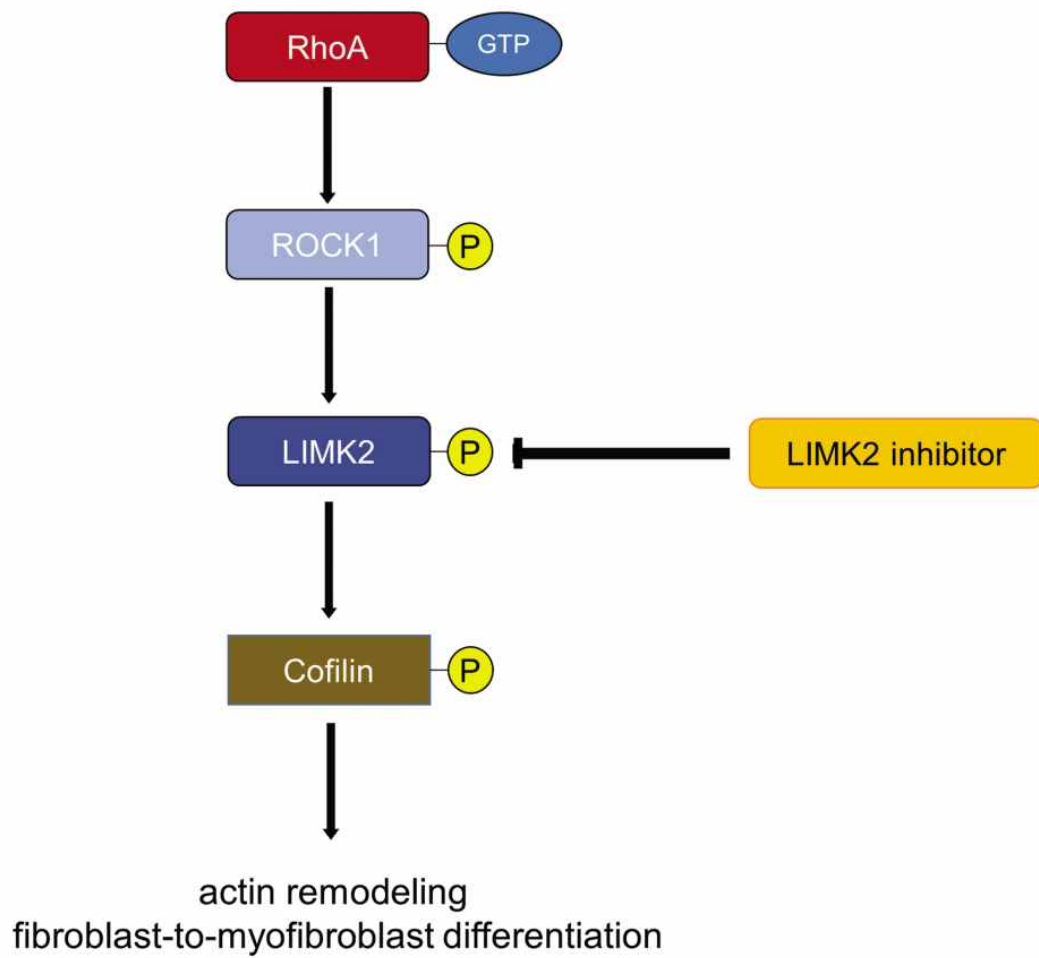 RhoA
GTP
ROCK1
P
LIMK2
P
LIMK2 inhibitor
Cofilin
P
actin remodeling
fibroblast-to-myofibroblast differentiation